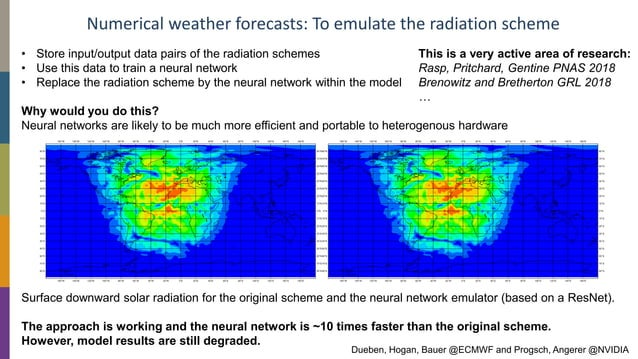 Numerical weather forecasts: To emulate the radiation scheme
• Store input/output data pairs of the radiation schemes
• Use this data to train a neural network
• Replace the radiation scheme by the neural network within the model
This is a very active area of research:
Rasp, Pritchard, Gentine PNAS 2018
Brenowitz and Bretherton GRL 2018
…
Why would you do this?
Neural networks are likely to be much more efficient and portable to heterogenous hardware
Surface downward solar radiation for the original scheme and the neural network emulator (based on a ResNet).
The approach is working and the neural network is ~10 times faster than the original scheme.
However, model results are still degraded.
Dueben, Hogan, Bauer @ECMWF and Progsch, Angerer @NVIDIA